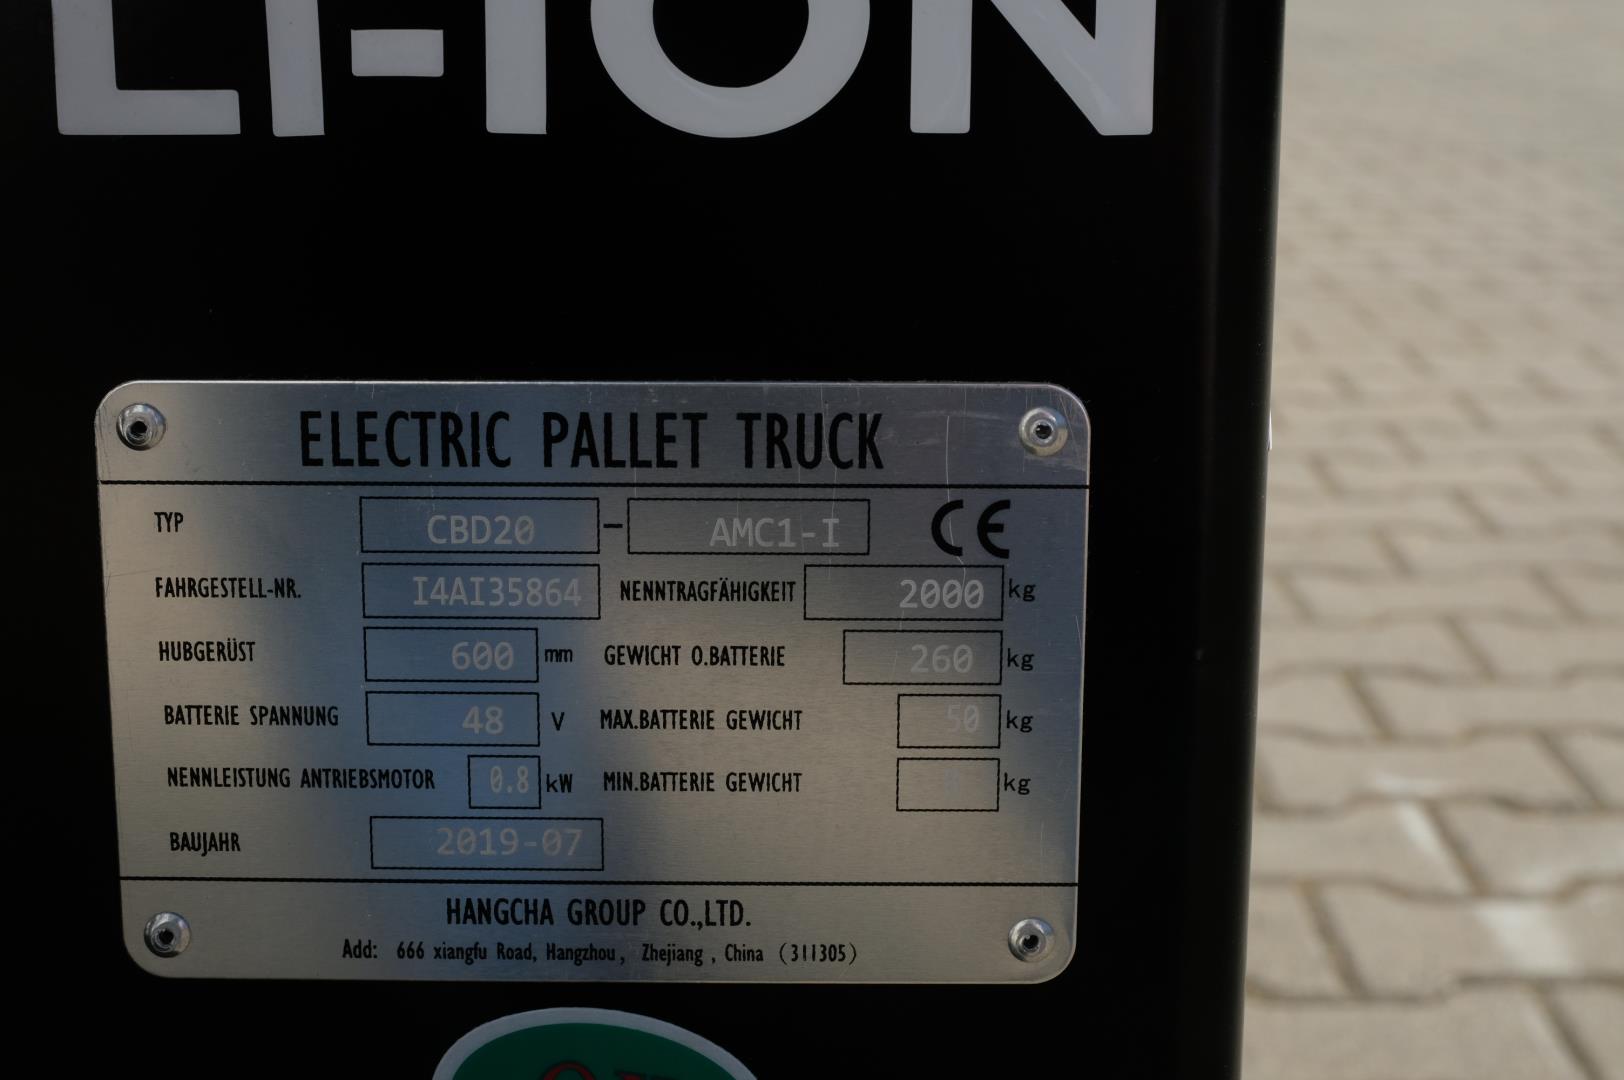 LI-ION
ELECTRIC PALLET TRUCK
TYP CBD20 - AMC1-I CE
FAHRGESTELL-NR. I4AI35864 NENNTRAGFÄHIGKEIT 2000 kg
HUBGERÜST 600 mm GEWICHT O.BATTERIE 260 kg
BATTERIE SPANNUNG 48 V MAX.BATTERIE GEWICHT 50 kg
NENNLEISTUNG ANTRIEBSMOTOR 0.8 kW MIN.BATTERIE GEWICHT kg
BAUJAHR 2019-07
HANGCHA GROUP CO.,LTD.
Add: 666 xiangfu Road, Hangzhou, Zhejiang, China (311305)